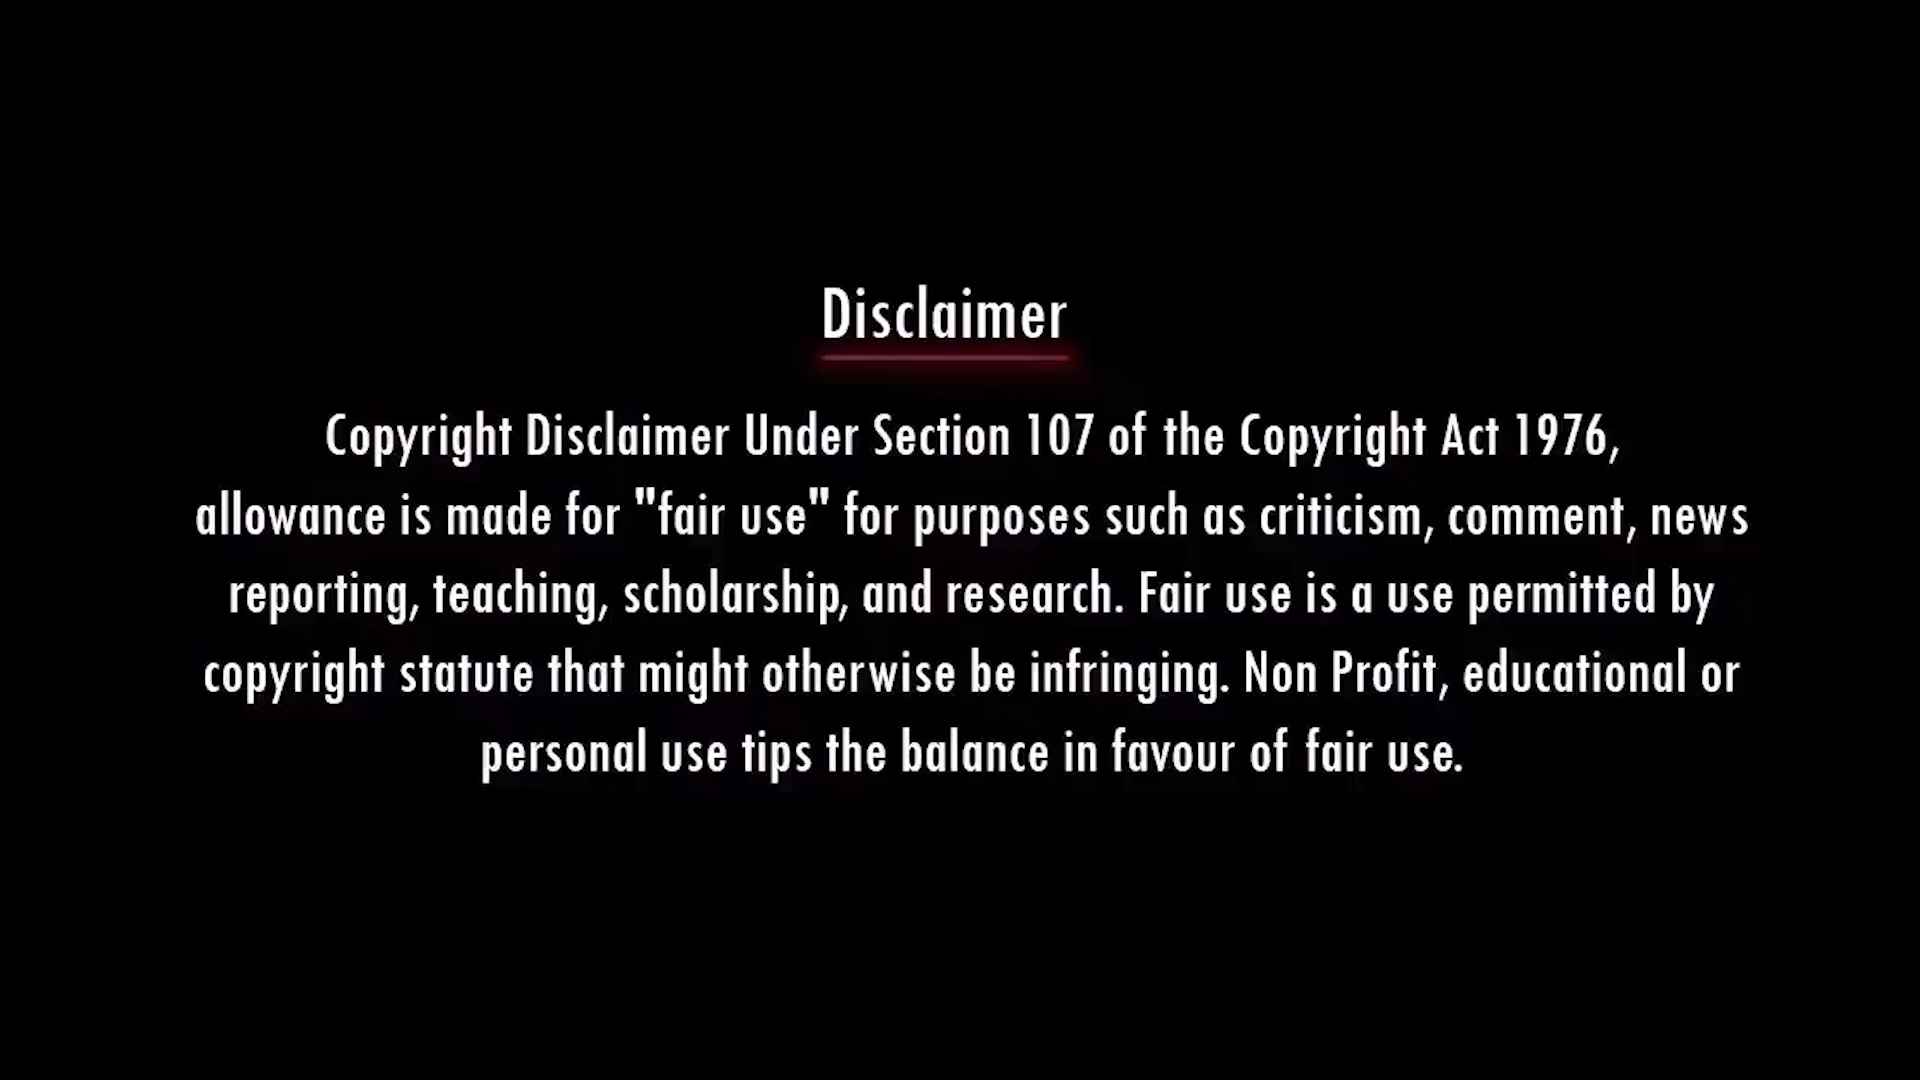 Disclaimer
Copyright Disclaimer Under Section 107 of the Copyright Act 1976,
allowance is made for "fair use" for purposes such as criticism, comment, news
reporting, teaching, scholarship, and research. Fair use is a use permitted by
copyright statute that might otherwise be infringing. Non Profit, educational or
personal use tips the balance in favour of fair use.